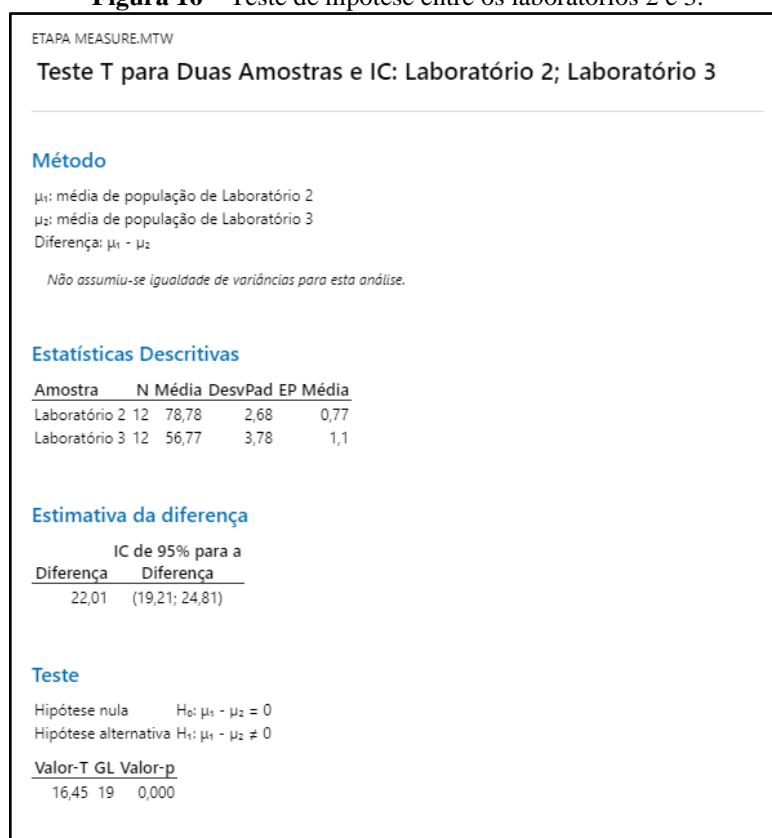 Figura 16 – Teste de hipótese entre os laboratórios 2 e 3.
ETAPA MEASURE.MTW
Teste T para Duas Amostras e IC: Laboratório 2; Laboratório 3
Método
μ₁: média de população de Laboratório 2
μ₂: média de população de Laboratório 3
Diferença: μ₁ - μ₂
Não assumiu-se igualdade de variâncias para esta análise.
Estatísticas Descritivas
Amostra N Média DesvPad EP Média
Laboratório 2 12 78,78 2,68 0,77
Laboratório 3 12 56,77 3,78 1,1
Estimativa da diferença
IC de 95% para a
Diferença Diferença
22,01 (19,21; 24,81)
Teste
Hipótese nula H₀: μ₁ - μ₂ = 0
Hipótese alternativa H₁: μ₁ - μ₂ ≠ 0
Valor-T GL Valor-p
16,45 19 0,000